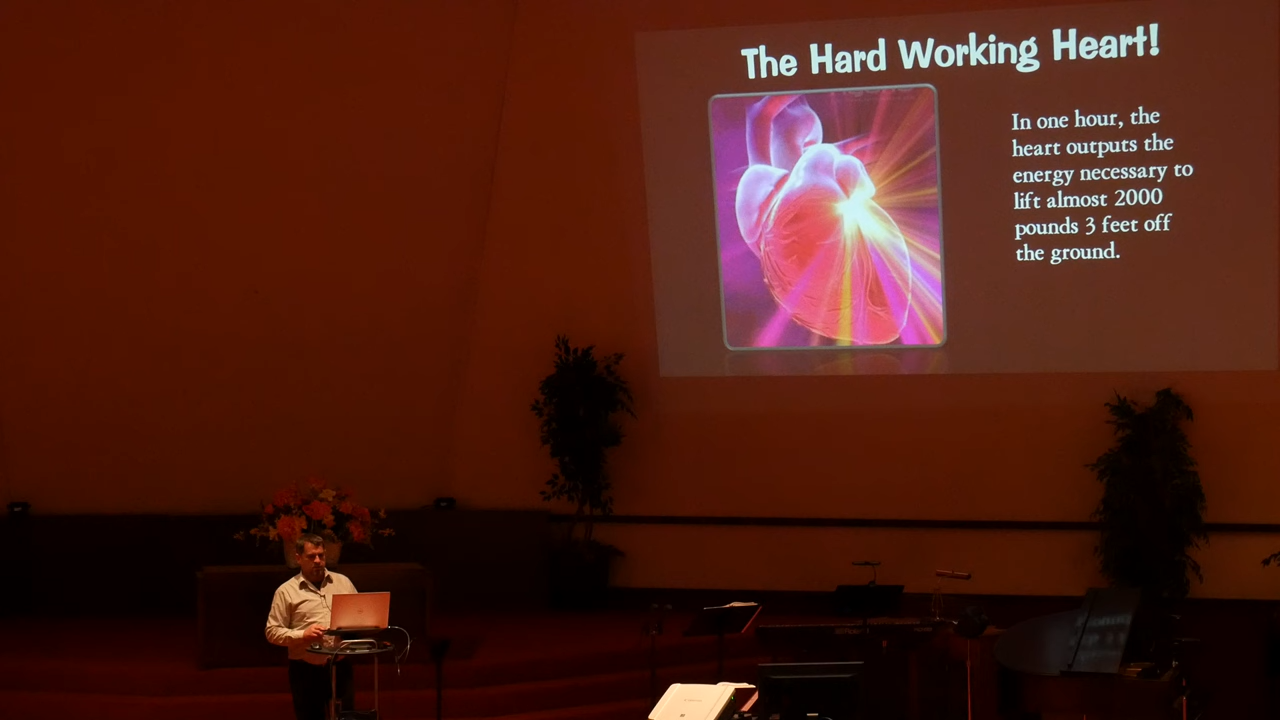 The Hard Working Heart!
In one hour, the
heart outputs the
energy necessary to
lift almost 2000
pounds 3 feet off
the ground.